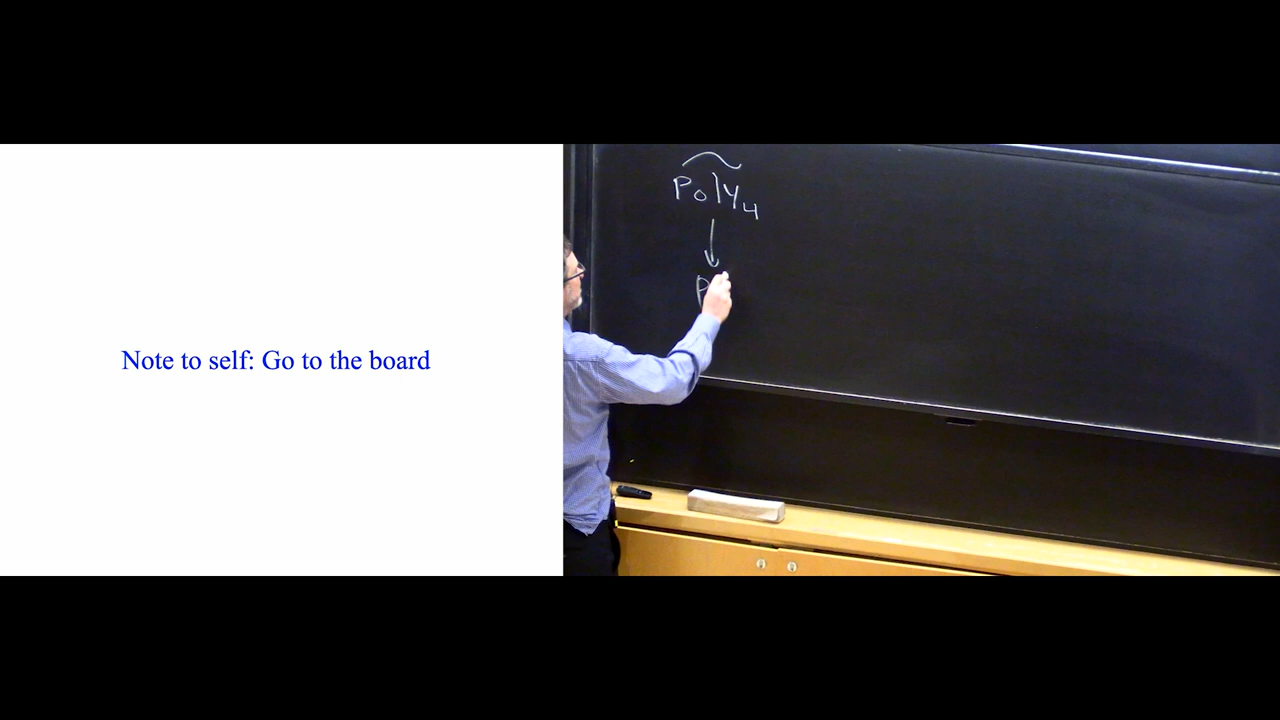 Note to self: Go to the board
~
Poly4
↓
P